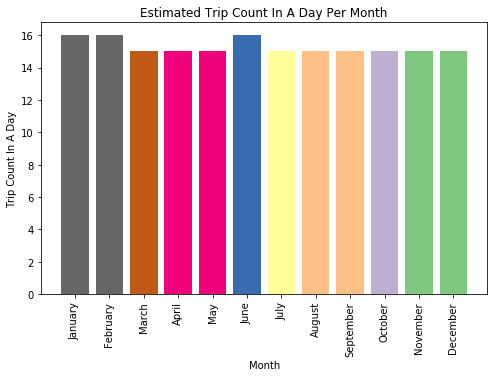 Estimated Trip Count In A Day Per Month
16
14
12
10
8
6
4
2
0
Trip Count In A Day
January
February
March
April
May
June
July
August
September
October
November
December
Month